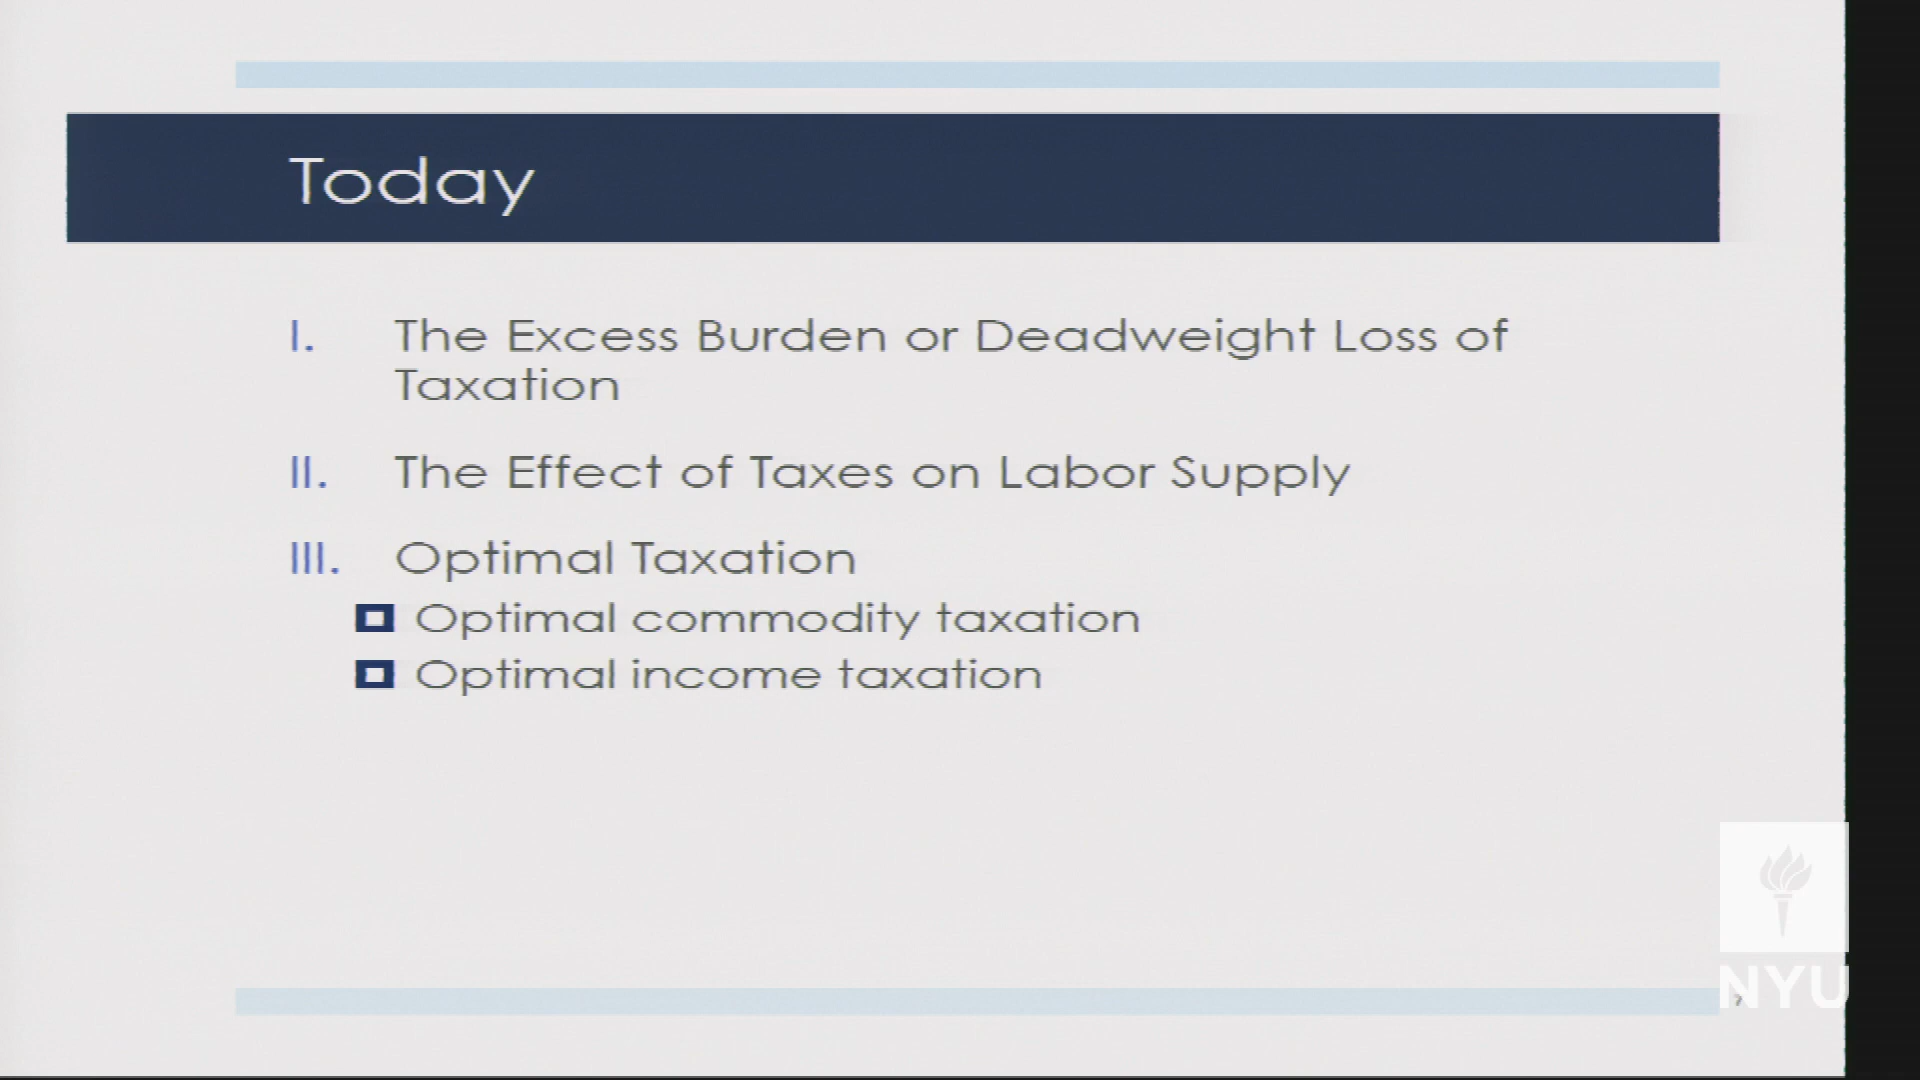 Today
I. The Excess Burden or Deadweight Loss of
Taxation
II. The Effect of Taxes on Labor Supply
III. Optimal Taxation
Optimal commodity taxation
Optimal income taxation
NYU